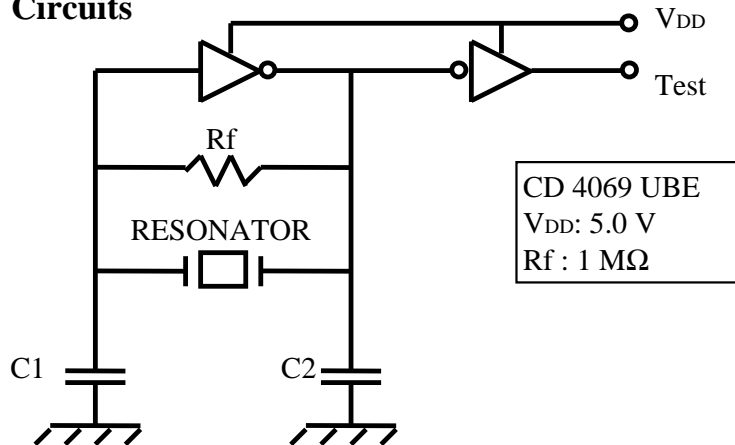 Circuits
VDD
Test
Rf
RESONATOR
CD 4069 UBE
VDD: 5.0 V
Rf : 1 MΩ
C1
C2